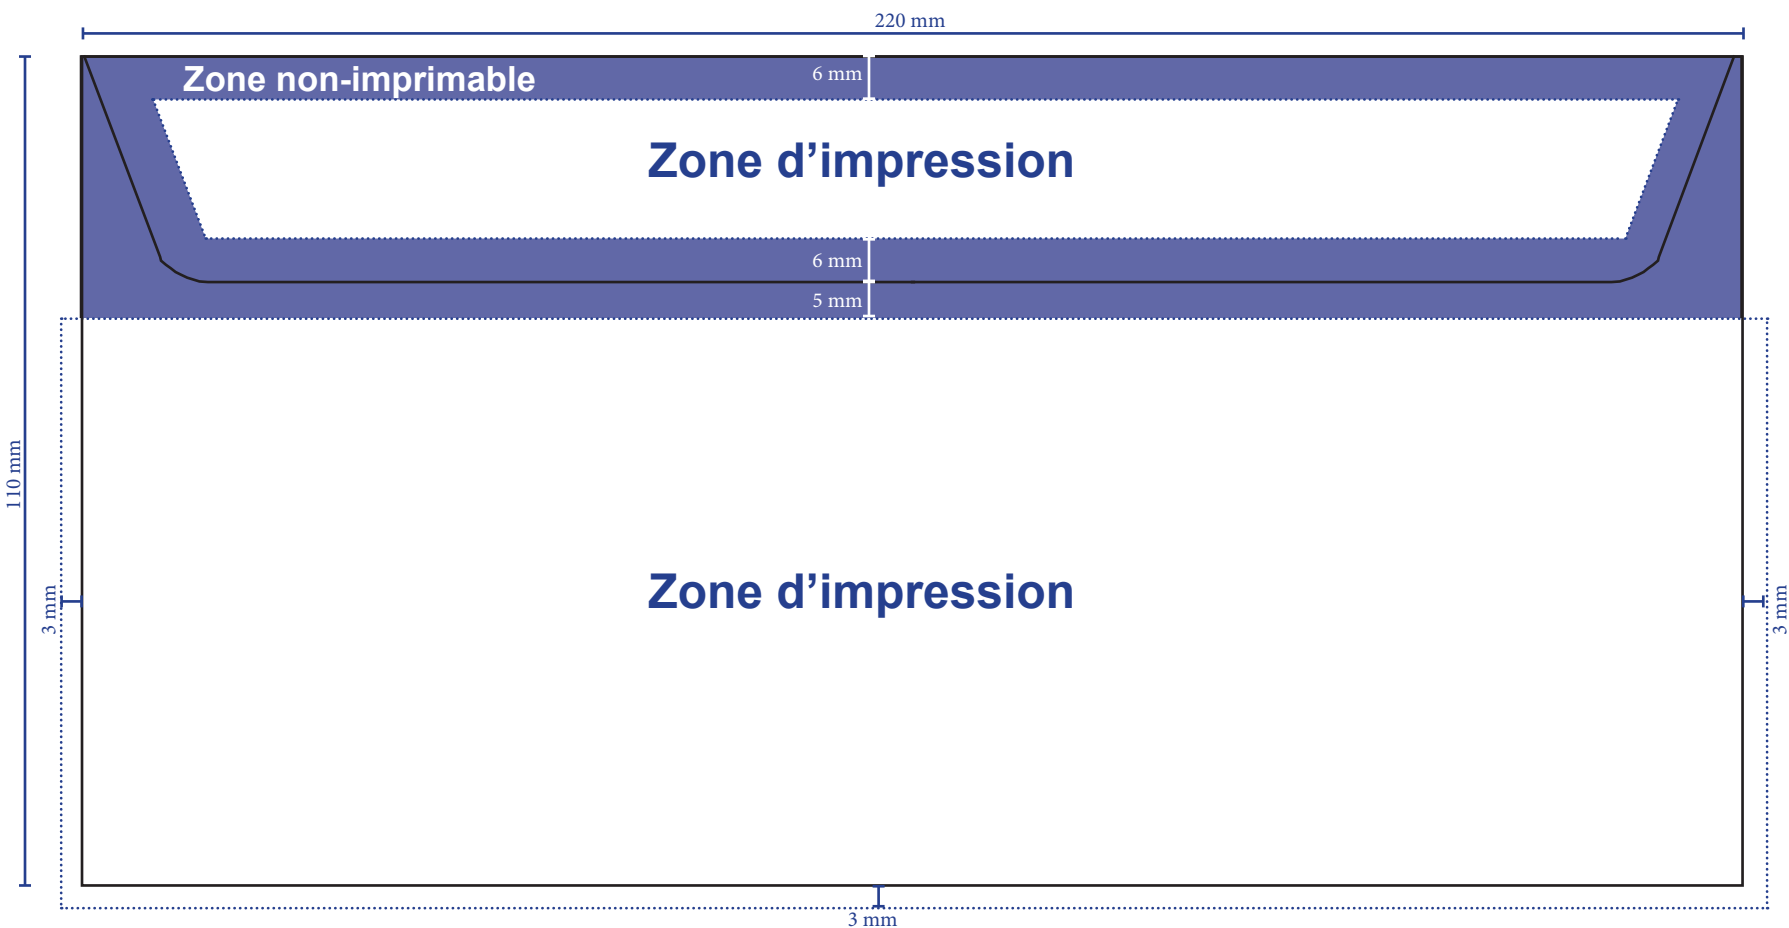 220 mm
Zone non-imprimable
6 mm
Zone d’impression
6 mm
5 mm
110 mm
Zone d’impression
3 mm
3 mm
3 mm